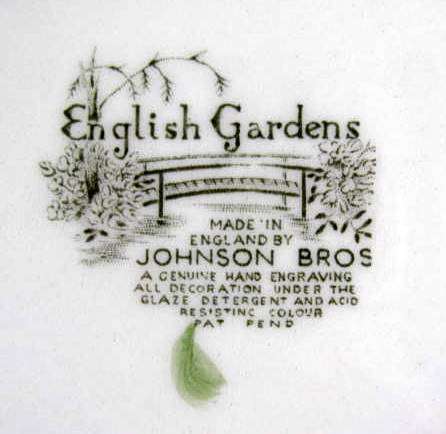 English Gardens
MADE IN
ENGLAND BY
JOHNSON BROS
A GENUINE HAND ENGRAVING
ALL DECORATION UNDER THE
GLAZE DETERGENT AND ACID
RESISTING COLOUR
PAT PEND